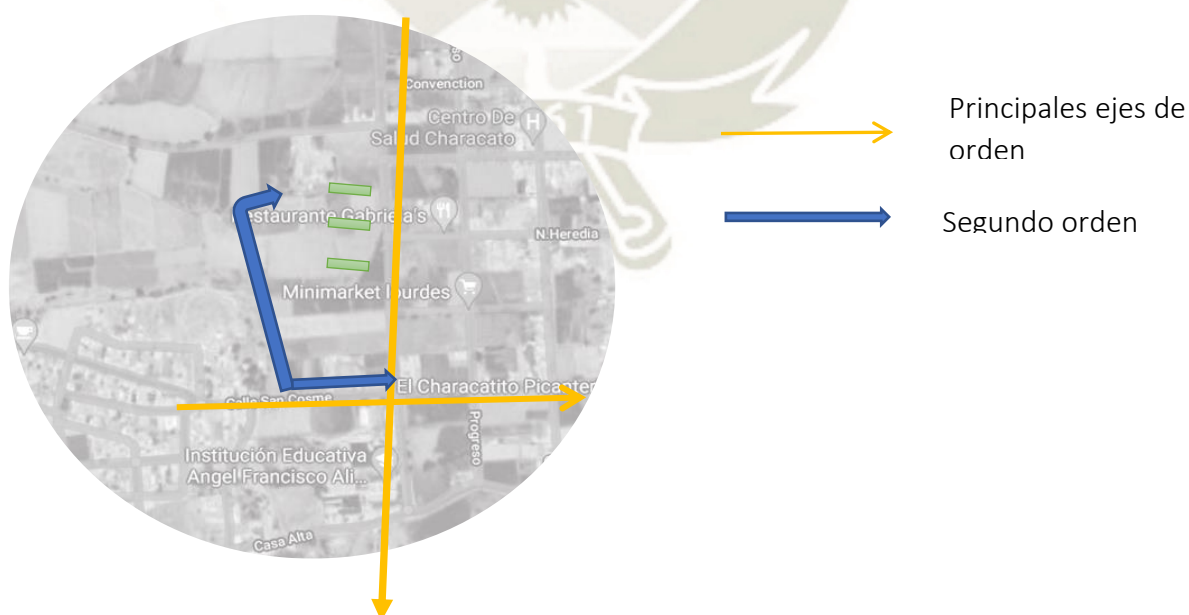 Convenction
Centro De
Salud Characato
H
estaurante Gabriela's
N.Heredia
Minimarket lourdes
El Characatito Picanter
Calle San Cosme
Progreso
Institución Educativa
Angel Francisco Ali...
Casa Alta
Principales ejes de
orden
Segundo orden